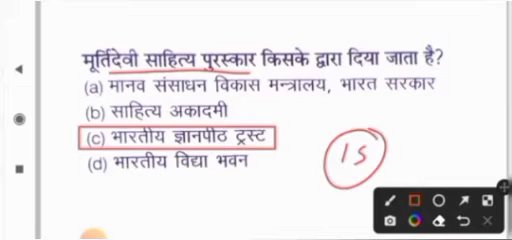 मूर्तिदेवी साहित्य पुरस्कार किसके द्वारा दिया जाता है?
(a) मानव संसाधन विकास मन्त्रालय, भारत सरकार
(b) साहित्य अकादमी
(c) भारतीय ज्ञानपीठ ट्रस्ट
(d) भारतीय विद्या भवन
15